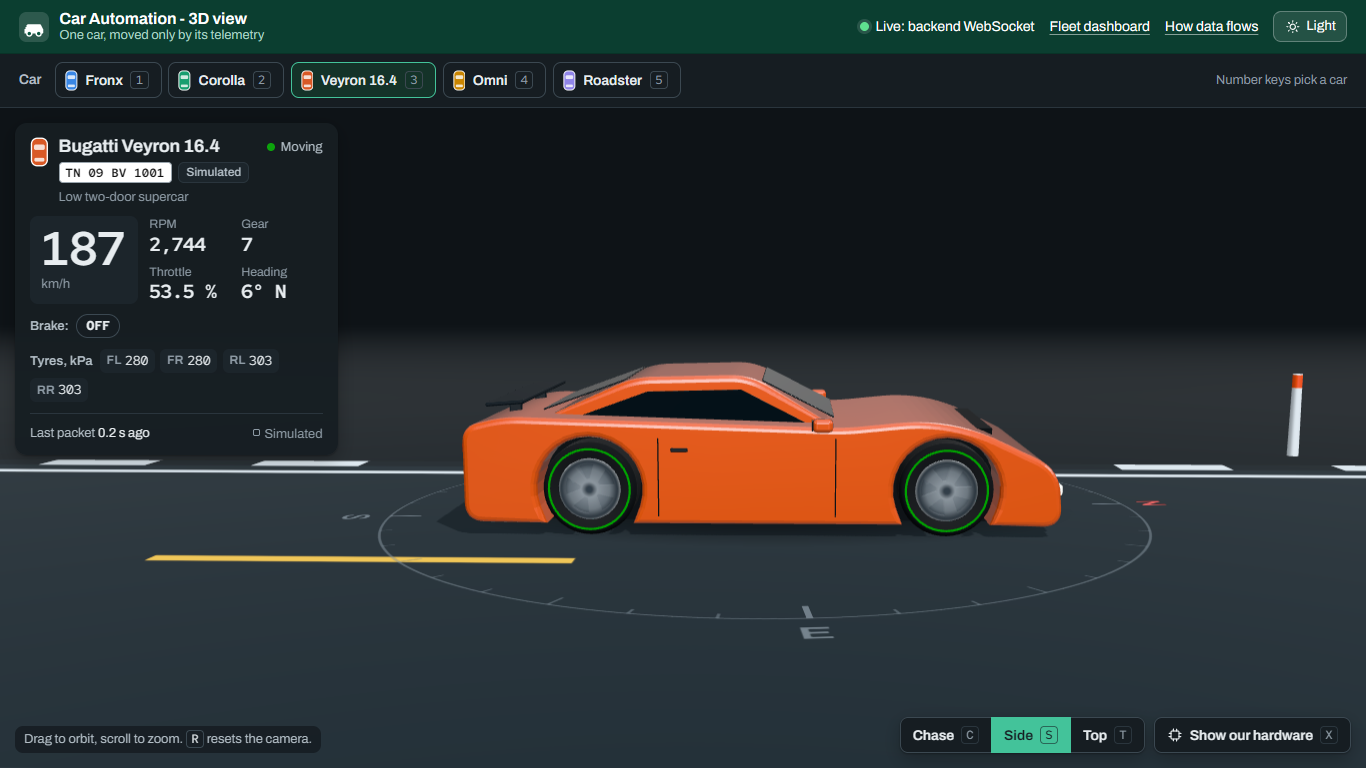 Car Automation - 3D view
One car, moved only by its telemetry
Live: backend WebSocket
Fleet dashboard
How data flows
Light
Car
Fronx 1
Corolla 2
Veyron 16.4 3
Omni 4
Roadster 5
Number keys pick a car
Bugatti Veyron 16.4
Moving
TN 09 BV 1001
Simulated
Low two-door supercar
187
km/h
RPM
2,744
Gear
7
Throttle
53.5 %
Heading
6° N
Brake: OFF
Tyres, kPa FL 280 FR 280 RL 303
RR 303
Last packet 0.2 s ago
Simulated
S
N
E
Drag to orbit, scroll to zoom. R resets the camera.
Chase C
Side S
Top T
Show our hardware X